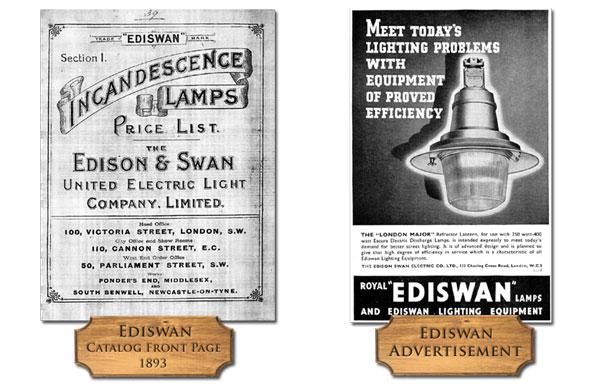 39
TRADE "EDISWAN" MARK
Section I.
INCANDESCENCE
LAMPS
PRICE LIST.
THE
EDISON & SWAN
UNITED ELECTRIC LIGHT
COMPANY, LIMITED.
Head Office
100, VICTORIA STREET, LONDON, S.W.
City Office and Show Rooms
110, CANNON STREET, E.C.
West End Order Office
50, PARLIAMENT STREET, S.W.
Works
PONDER'S END, MIDDLESEX,
AND
SOUTH BENWELL, NEWCASTLE-ON-TYNE.
EDISWAN
CATALOG FRONT PAGE
1893
MEET TODAY'S
LIGHTING PROBLEMS
WITH
EQUIPMENT
OF PROVED
EFFICIENCY
THE "LONDON MAJOR" Refractor Lantern, for use with 250 watt-400
watt Escura Electric Discharge Lamps, is intended expressly to meet today's
demand for better street lighting. It is of advanced design and is planned to
give that high degree of efficiency in service which is a characteristic of all
Ediswan Lighting Equipment.
THE EDISON SWAN ELECTRIC CO. LTD., 155 Charing Cross Road, London, W.C.2
ROYAL "EDISWAN" LAMPS
AND EDISWAN LIGHTING EQUIPMENT
EDISWAN
ADVERTISEMENT